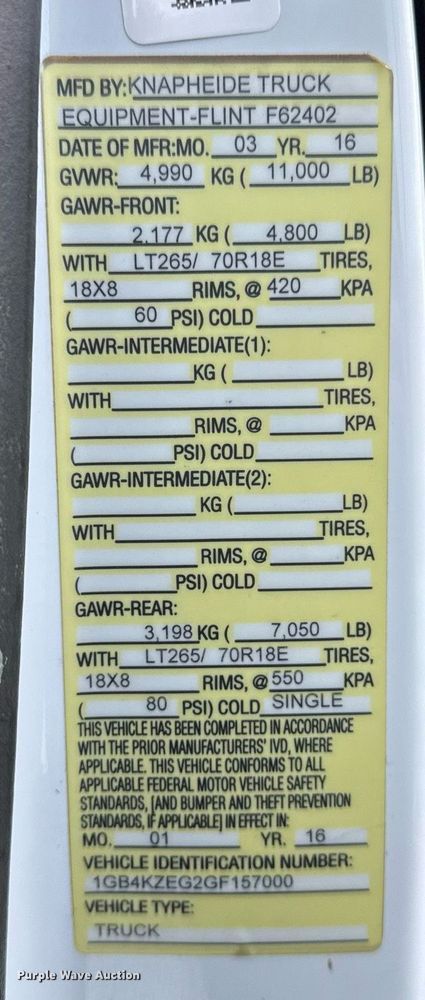 MFD BY: KNAPHEIDE TRUCK
EQUIPMENT-FLINT F62402
DATE OF MFR: MO. 03 YR. 16
GVWR: 4,990 KG ( 11,000 LB)
GAWR-FRONT:
2,177 KG ( 4,800 LB)
WITH LT265/ 70R18E TIRES,
18X8 RIMS, @ 420 KPA
( 60 PSI) COLD
GAWR-INTERMEDIATE(1):
KG ( LB)
WITH TIRES,
RIMS, @ KPA
( PSI) COLD
GAWR-INTERMEDIATE(2):
KG ( LB)
WITH TIRES,
RIMS, @ KPA
( PSI) COLD
GAWR-REAR:
3,198 KG ( 7,050 LB)
WITH LT265/ 70R18E TIRES,
18X8 RIMS, @ 550 KPA
( 80 PSI) COLD SINGLE
THIS VEHICLE HAS BEEN COMPLETED IN ACCORDANCE
WITH THE PRIOR MANUFACTURERS' IVD, WHERE
APPLICABLE. THIS VEHICLE CONFORMS TO ALL
APPLICABLE FEDERAL MOTOR VEHICLE SAFETY
STANDARDS, [AND BUMPER AND THEFT PREVENTION
STANDARDS, IF APPLICABLE] IN EFFECT IN:
MO. 01 YR. 16
VEHICLE IDENTIFICATION NUMBER:
1GB4KZEG2GF157000
VEHICLE TYPE:
TRUCK
Purple Wave Auction